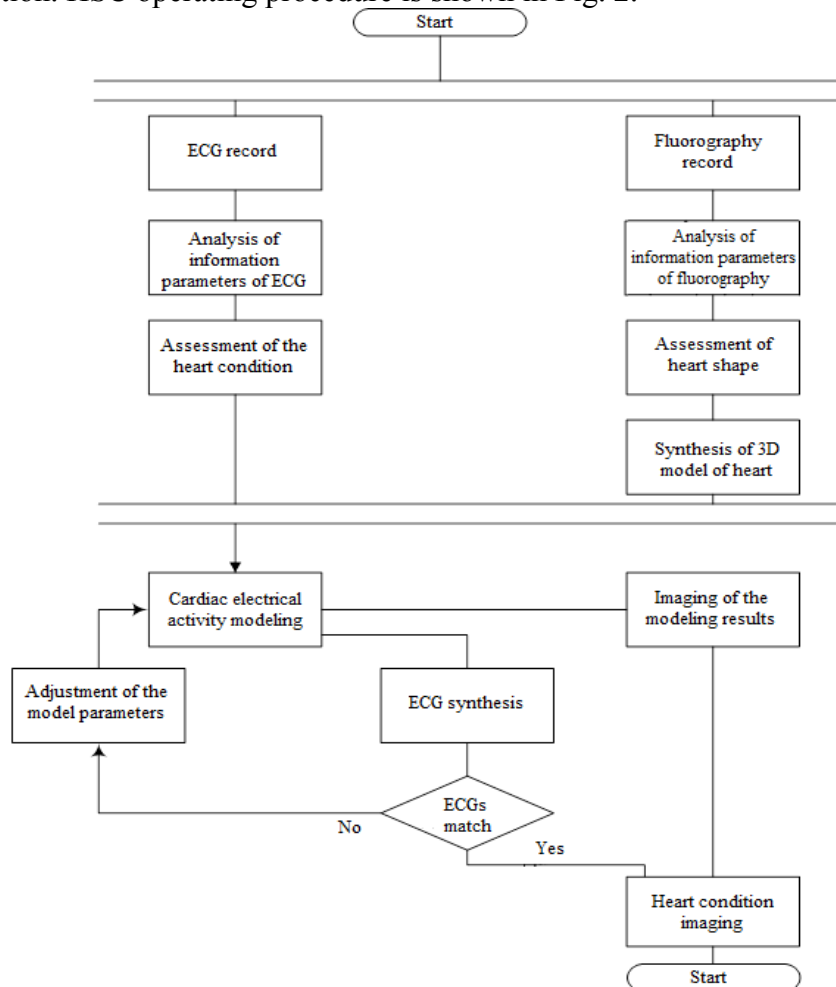 tion. HSC operating procedure is shown in Fig. 2.
Start
ECG record
Fluorography
record
Analysis of
information
parameters of ECG
Analysis of
information parameters
of fluorography
Assessment of the
heart condition
Assessment of
heart shape
Synthesis of 3D
model of heart
Cardiac electrical
activity modeling
Imaging of the
modeling results
Adjustment of the
model parameters
ECG synthesis
ECGs
match
No
Yes
Heart condition
imaging
Start